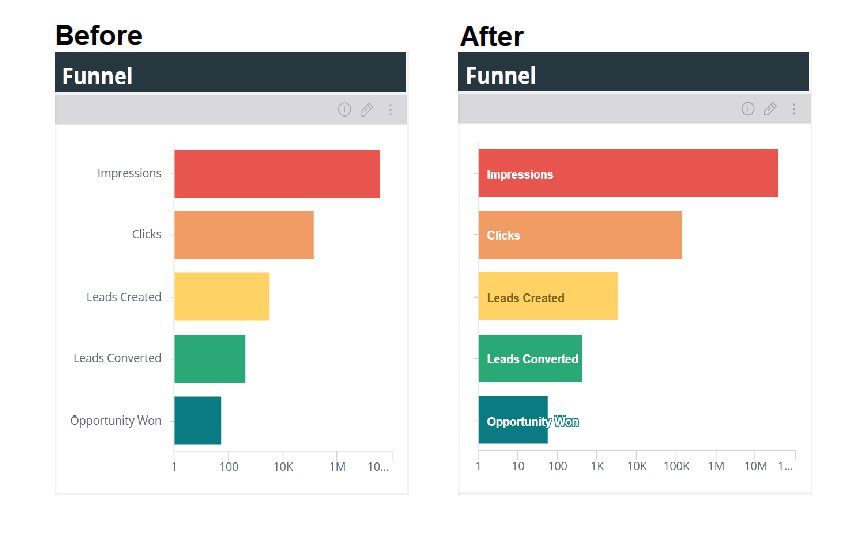 Before
Funnel
Impressions
Clicks
Leads Created
Leads Converted
Opportunity Won
1 100 10K 1M 10...
After
Funnel
Impressions
Clicks
Leads Created
Leads Converted
Opportunity Won
1 10 100 1K 10K 100K 1M 10M 1...